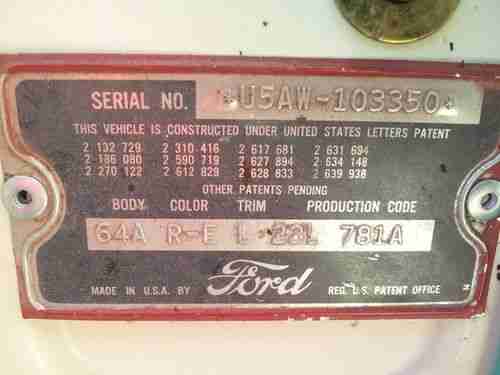 SERIAL NO. *U5AW-103350*
THIS VEHICLE IS CONSTRUCTED UNDER UNITED STATES LETTERS PATENT
2 132 729 2 310 416 2 617 681 2 631 694
2 186 080 2 590 719 2 627 894 2 634 148
2 270 122 2 612 829 2 628 833 2 639 938
OTHER PATENTS PENDING
BODY COLOR TRIM PRODUCTION CODE
64A R-E L 22L 781A
MADE IN U.S.A. BY Ford REG. U.S. PATENT OFFICE